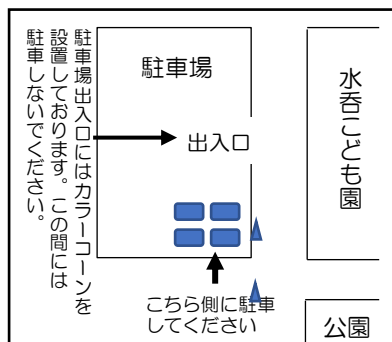 駐車場出入口にはカラーコーンを
設置しております。この間には
駐車しないでください。
駐車場
出入口
水呑こども園
こちら側に駐車
してください
公園